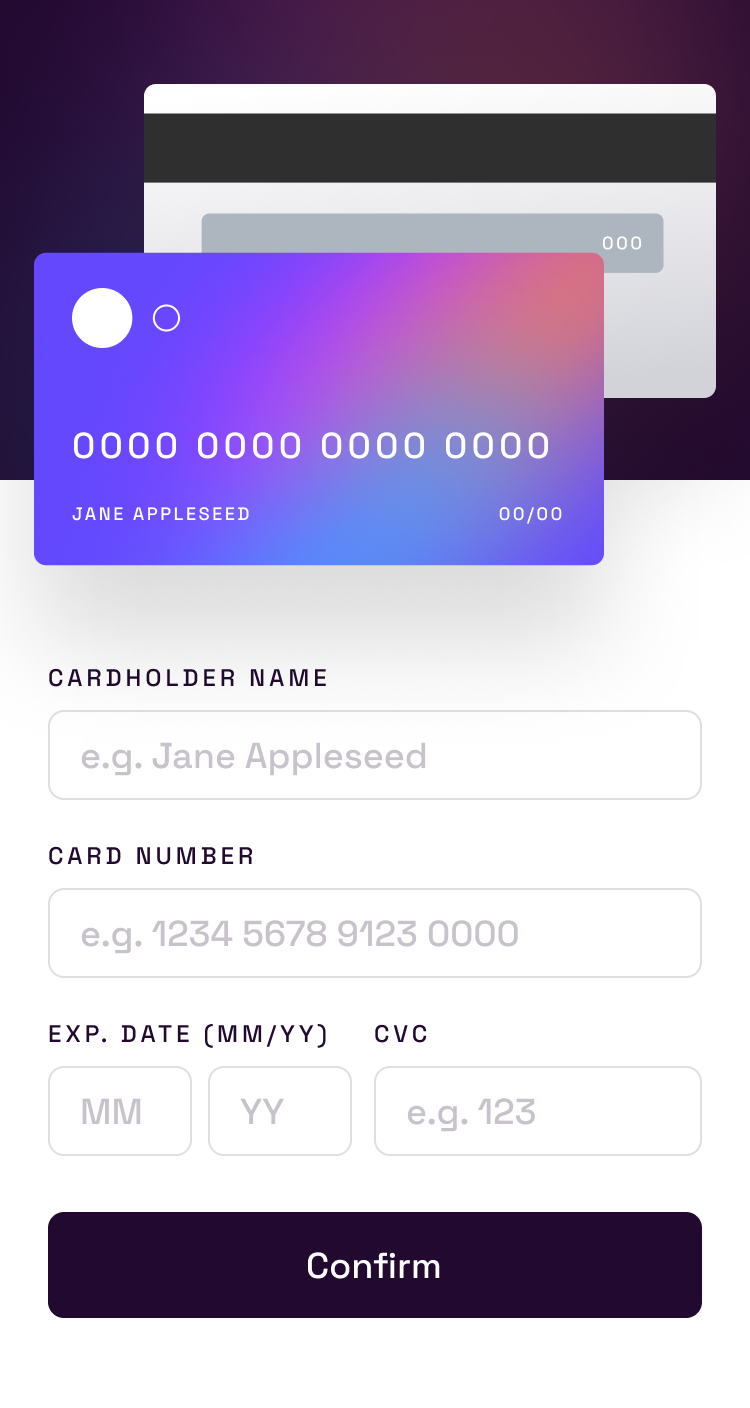 000
0000 0000 0000 0000
JANE APPLESEED 00/00
CARDHOLDER NAME
e.g. Jane Appleseed
CARD NUMBER
e.g. 1234 5678 9123 0000
EXP. DATE (MM/YY) CVC
MM YY e.g. 123
Confirm